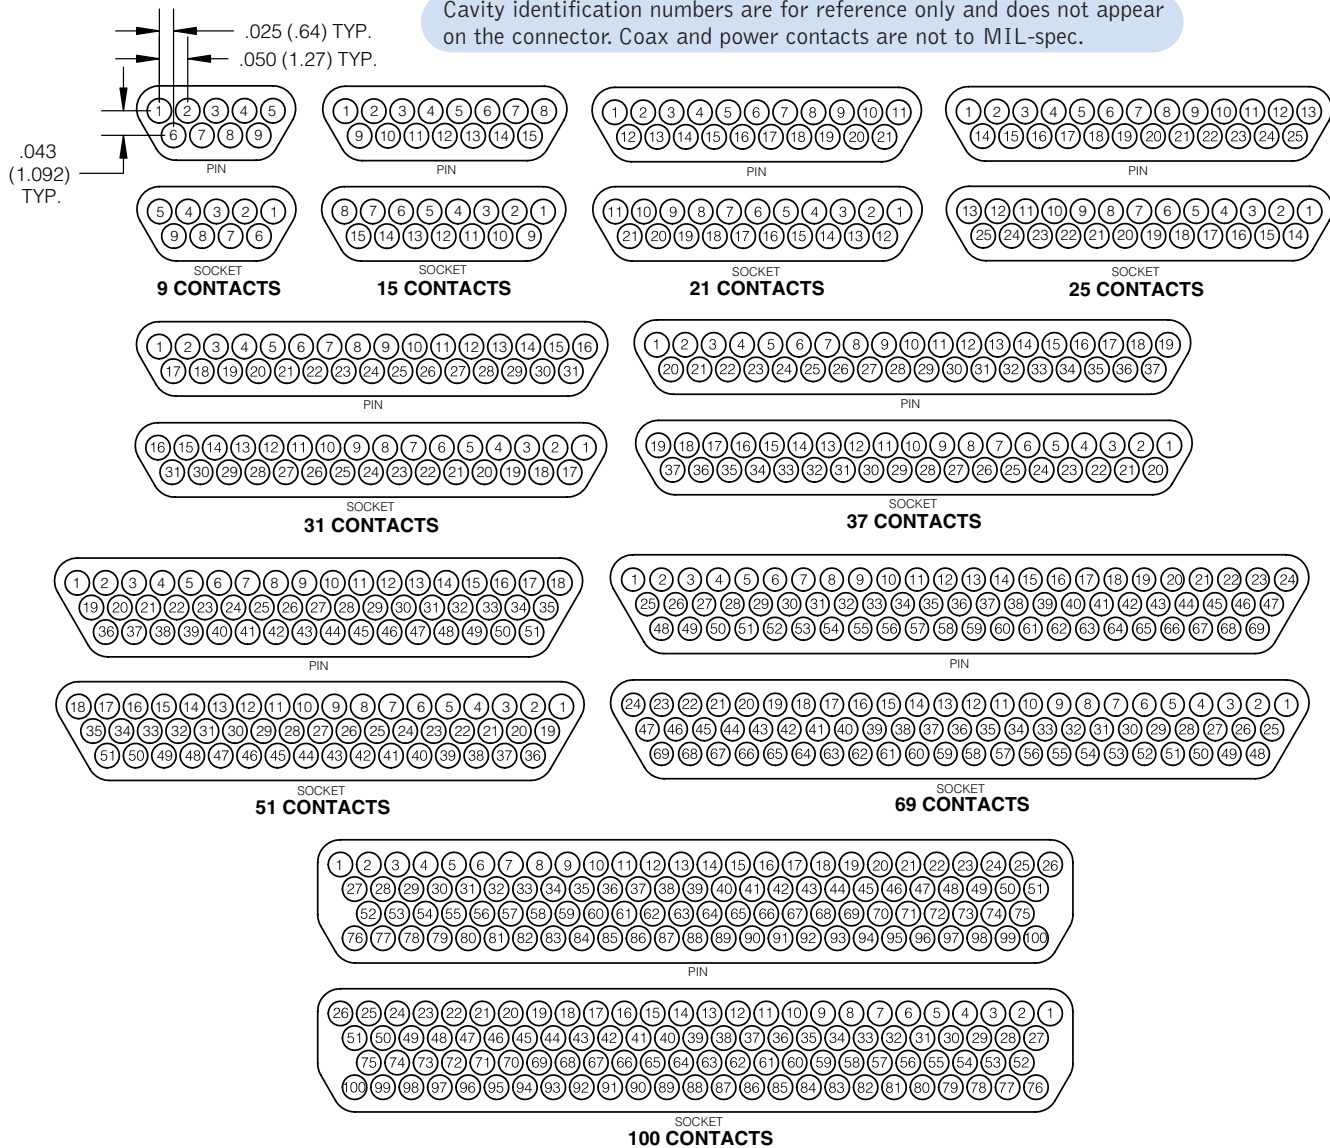 Cavity identification numbers are for reference only and does not appear
on the connector. Coax and power contacts are not to MIL-spec.
.025 (.64) TYP.
.050 (1.27) TYP.
.043
(1.092)
TYP.
1 2 3 4 5
6 7 8 9
PIN
5 4 3 2 1
9 8 7 6
SOCKET
9 CONTACTS
1 2 3 4 5 6 7 8
9 10 11 12 13 14 15
PIN
8 7 6 5 4 3 2 1
15 14 13 12 11 10 9
SOCKET
15 CONTACTS
1 2 3 4 5 6 7 8 9 10 11
12 13 14 15 16 17 18 19 20 21
PIN
11 10 9 8 7 6 5 4 3 2 1
21 20 19 18 17 16 15 14 13 12
SOCKET
21 CONTACTS
1 2 3 4 5 6 7 8 9 10 11 12 13
14 15 16 17 18 19 20 21 22 23 24 25
PIN
13 12 11 10 9 8 7 6 5 4 3 2 1
25 24 23 22 21 20 19 18 17 16 15 14
SOCKET
25 CONTACTS
1 2 3 4 5 6 7 8 9 10 11 12 13 14 15 16
17 18 19 20 21 22 23 24 25 26 27 28 29 30 31
PIN
16 15 14 13 12 11 10 9 8 7 6 5 4 3 2 1
31 30 29 28 27 26 25 24 23 22 21 20 19 18 17
SOCKET
31 CONTACTS
1 2 3 4 5 6 7 8 9 10 11 12 13 14 15 16 17 18 19
20 21 22 23 24 25 26 27 28 29 30 31 32 33 34 35 36 37
PIN
19 18 17 16 15 14 13 12 11 10 9 8 7 6 5 4 3 2 1
37 36 35 34 33 32 31 30 29 28 27 26 25 24 23 22 21 20
SOCKET
37 CONTACTS
1 2 3 4 5 6 7 8 9 10 11 12 13 14 15 16 17 18
19 20 21 22 23 24 25 26 27 28 29 30 31 32 33 34 35
36 37 38 39 40 41 42 43 44 45 46 47 48 49 50 51
PIN
18 17 16 15 14 13 12 11 10 9 8 7 6 5 4 3 2 1
35 34 33 32 31 30 29 28 27 26 25 24 23 22 21 20 19
51 50 49 48 47 46 45 44 43 42 41 40 39 38 37 36
SOCKET
51 CONTACTS
1 2 3 4 5 6 7 8 9 10 11 12 13 14 15 16 17 18 19 20 21 22 23 24
25 26 27 28 29 30 31 32 33 34 35 36 37 38 39 40 41 42 43 44 45 46 47
48 49 50 51 52 53 54 55 56 57 58 59 60 61 62 63 64 65 66 67 68 69
PIN
24 23 22 21 20 19 18 17 16 15 14 13 12 11 10 9 8 7 6 5 4 3 2 1
47 46 45 44 43 42 41 40 39 38 37 36 35 34 33 32 31 30 29 28 27 26 25
69 68 67 66 65 64 63 62 61 60 59 58 57 56 55 54 53 52 51 50 49 48
SOCKET
69 CONTACTS
1 2 3 4 5 6 7 8 9 10 11 12 13 14 15 16 17 18 19 20 21 22 23 24 25 26
27 28 29 30 31 32 33 34 35 36 37 38 39 40 41 42 43 44 45 46 47 48 49 50 51
52 53 54 55 56 57 58 59 60 61 62 63 64 65 66 67 68 69 70 71 72 73 74 75
76 77 78 79 80 81 82 83 84 85 86 87 88 89 90 91 92 93 94 95 96 97 98 99 100
PIN
26 25 24 23 22 21 20 19 18 17 16 15 14 13 12 11 10 9 8 7 6 5 4 3 2 1
51 50 49 48 47 46 45 44 43 42 41 40 39 38 37 36 35 34 33 32 31 30 29 28 27
75 74 73 72 71 70 69 68 67 66 65 64 63 62 61 60 59 58 57 56 55 54 53 52
100 99 98 97 96 95 94 93 92 91 90 89 88 87 86 85 84 83 82 81 80 79 78 77 76
SOCKET
100 CONTACTS